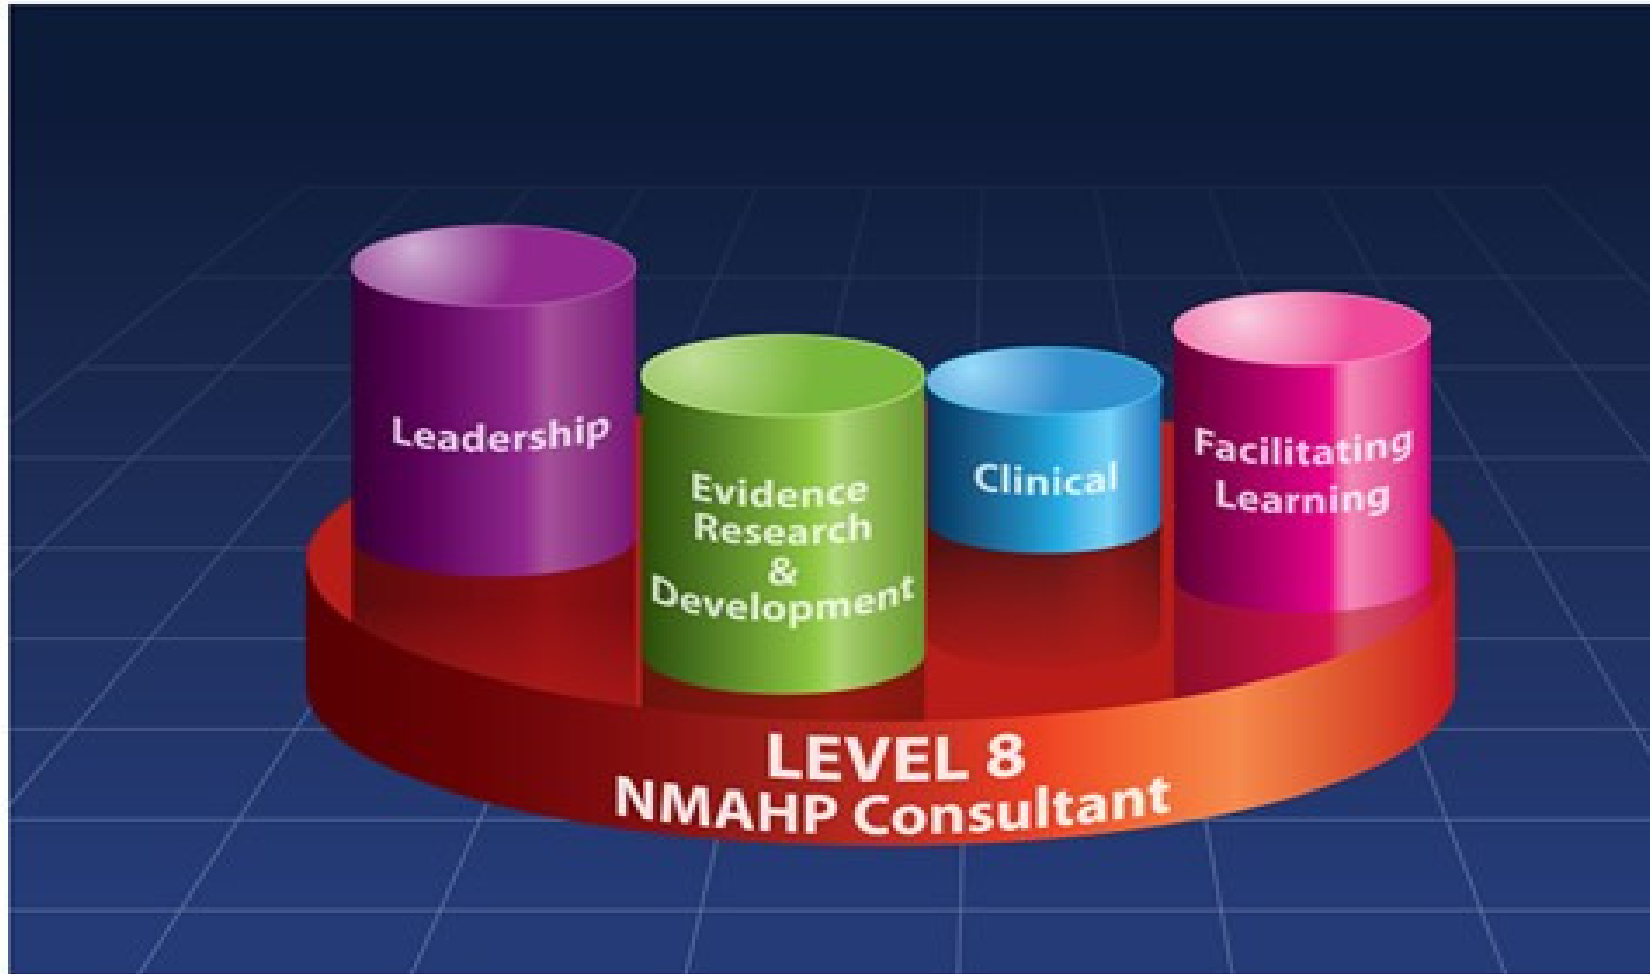 Leadership
Evidence
Research
&
Development
Clinical
Facilitating
Learning
LEVEL 8
NMAHP Consultant